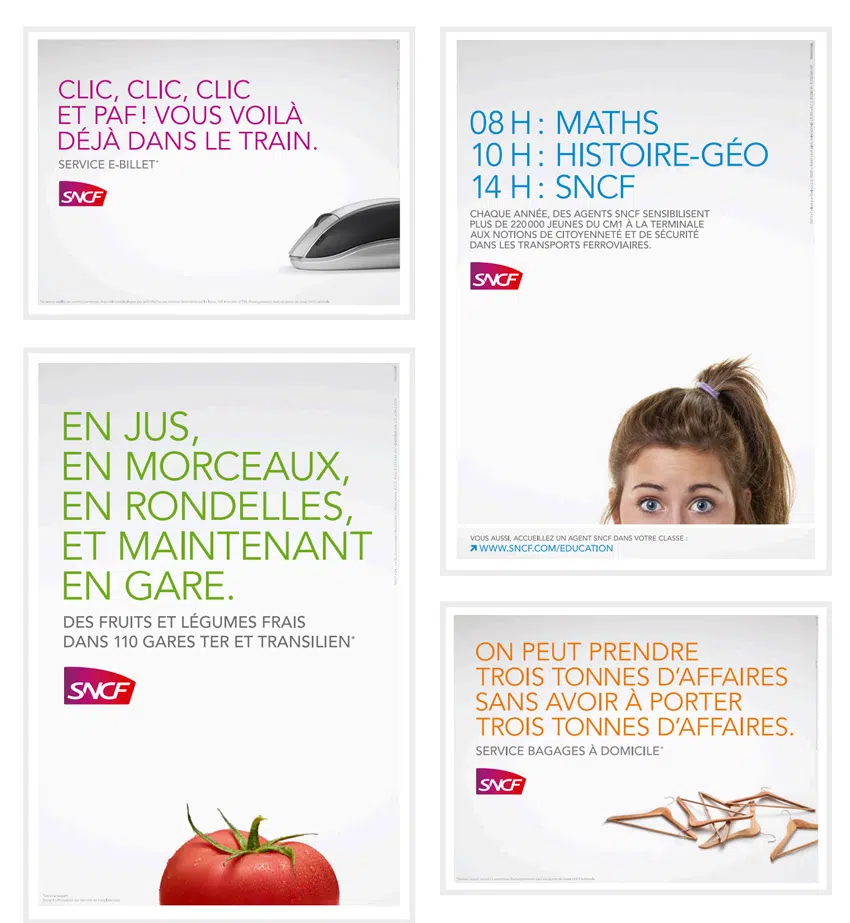 CLIC, CLIC, CLIC
ET PAF! VOUS VOILÀ
DÉJÀ DANS LE TRAIN.
SERVICE E-BILLET*
SNCF
EN JUS,
EN MORCEAUX,
EN RONDELLES,
ET MAINTENANT
EN GARE.
DES FRUITS ET LÉGUMES FRAIS
DANS 110 GARES TER ET TRANSILIEN*
SNCF
08 H : MATHS
10 H : HISTOIRE-GÉO
14 H : SNCF
CHAQUE ANNÉE, DES AGENTS SNCF SENSIBILISENT
PLUS DE 220 000 JEUNES DU CM1 À LA TERMINALE
AUX NOTIONS DE CITOYENNETÉ ET DE SÉCURITÉ
DANS LES TRANSPORTS FERROVIAIRES.
SNCF
VOUS AUSSI, ACCUEILLEZ UN AGENT SNCF DANS VOTRE CLASSE :
WWW.SNCF.COM/EDUCATION
ON PEUT PRENDRE
TROIS TONNES D'AFFAIRES
SANS AVOIR À PORTER
TROIS TONNES D'AFFAIRES.
SERVICE BAGAGES À DOMICILE*
SNCF